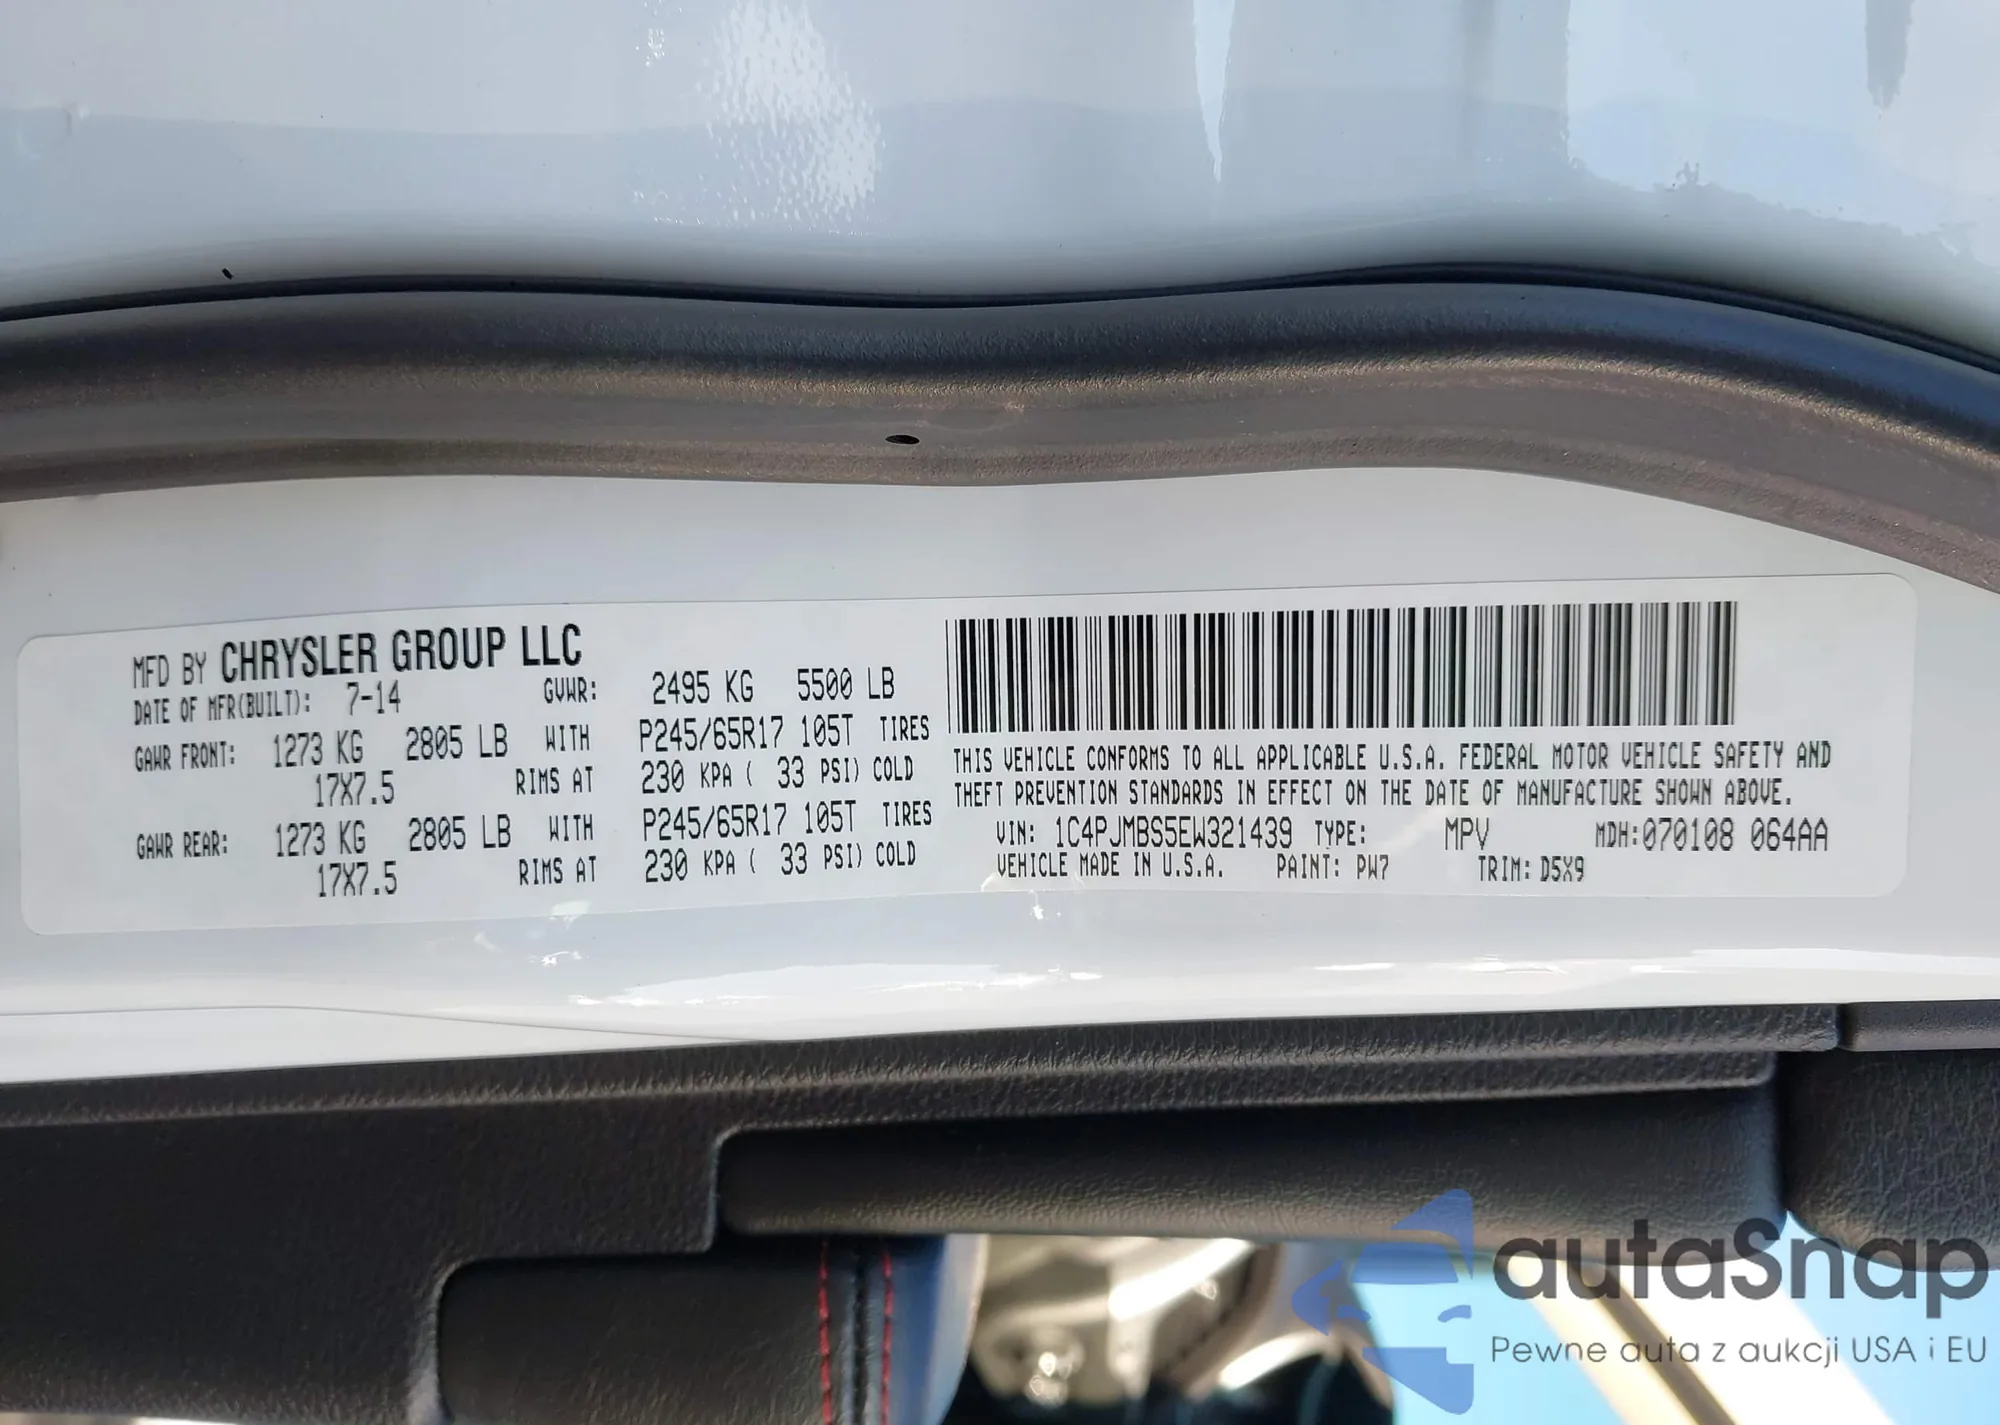 MFD BY CHRYSLER GROUP LLC
DATE OF MFR(BUILT): 7-14 GVWR: 2495 KG 5500 LB
GAWR FRONT: 1273 KG 2805 LB WITH P245/65R17 105T TIRES
17X7.5 RIMS AT 230 KPA ( 33 PSI) COLD
GAWR REAR: 1273 KG 2805 LB WITH P245/65R17 105T TIRES
17X7.5 RIMS AT 230 KPA ( 33 PSI) COLD
THIS VEHICLE CONFORMS TO ALL APPLICABLE U.S.A. FEDERAL MOTOR VEHICLE SAFETY AND
THEFT PREVENTION STANDARDS IN EFFECT ON THE DATE OF MANUFACTURE SHOWN ABOVE.
VIN: 1C4PJMBS5EW321439 TYPE: MPV MDH:070108 064AA
VEHICLE MADE IN U.S.A. PAINT: PW7 TRIM: D5X9
autaSnap
Pewne auta z aukcji USA i EU